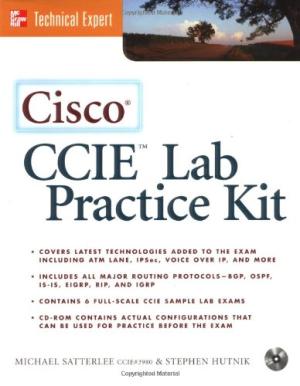 Mc
Graw
Hill
Technical Expert
Cisco®
CCIE™ Lab
Practice Kit
• COVERS LATEST TECHNOLOGIES ADDED TO THE EXAM
INCLUDING ATM LANE, IPSec, VOICE OVER IP, AND MORE
• INCLUDES ALL MAJOR ROUTING PROTOCOLS—BGP, OSPF,
IS-IS, EIGRP, RIP, AND IGRP
• CONTAINS 6 FULL-SCALE CCIE SAMPLE LAB EXAMS
• CD-ROM CONTAINS ACTUAL CONFIGURATIONS THAT
CAN BE USED FOR PRACTICE BEFORE THE EXAM
MICHAEL SATTERLEE CCIE#3980 & STEPHEN HUTNIK